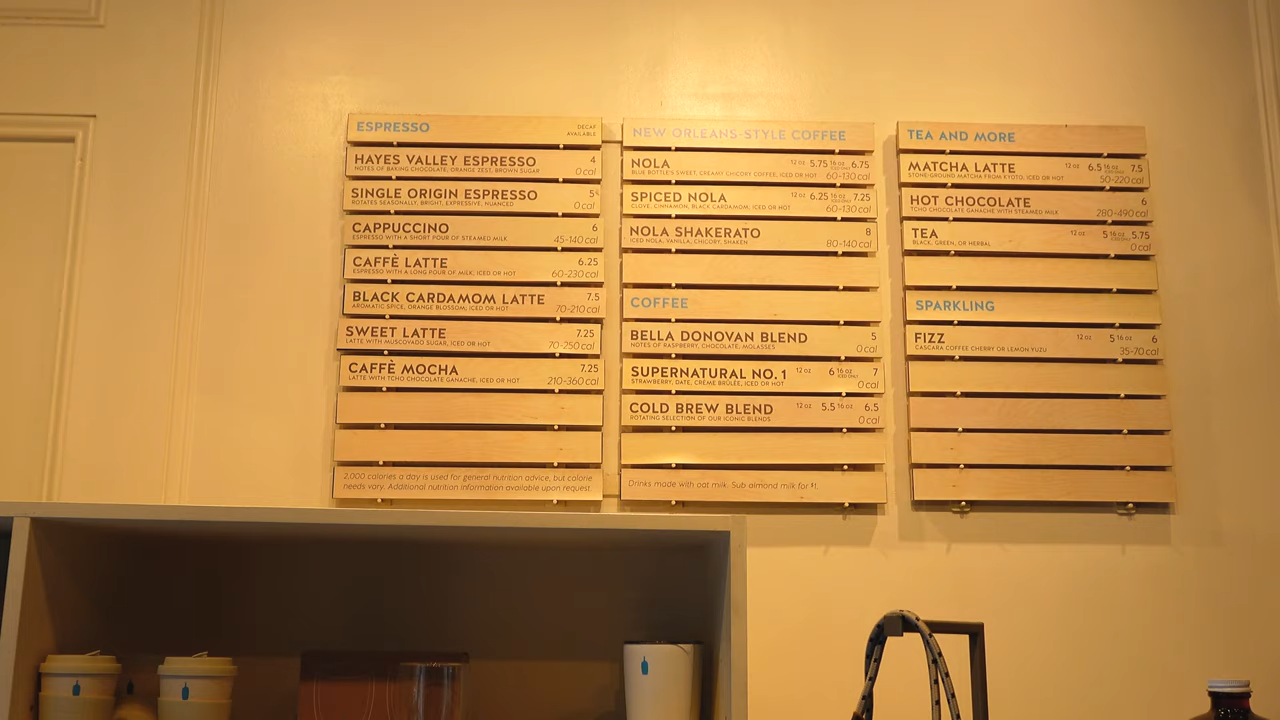 ESPRESSO
DECAF
AVAILABLE
HAYES VALLEY ESPRESSO 4
NOTES OF BAKING CHOCOLATE, ORANGE ZEST, BROWN SUGAR 0 cal
SINGLE ORIGIN ESPRESSO 5
ROTATES SEASONALLY, BRIGHT, EXPRESSIVE, NUANCED 0 cal
CAPPUCCINO 6
ESPRESSO WITH A SHORT POUR OF STEAMED MILK 45-140 cal
CAFFÈ LATTE 6.25
ESPRESSO WITH A LONG POUR OF MILK, ICED OR HOT 60-230 cal
BLACK CARDAMOM LATTE 7.5
AROMATIC SPICE, ORANGE BLOSSOM; ICED OR HOT 70-210 cal
SWEET LATTE 7.25
LATTE WITH MUSCOVADO SUGAR, ICED OR HOT 70-250 cal
CAFFÈ MOCHA 7.25
LATTE WITH TCHO CHOCOLATE GANACHE, ICED OR HOT 210-360 cal
2,000 calories a day is used for general nutrition advice, but calorie
needs vary. Additional nutrition information available upon request.
NEW ORLEANS-STYLE COFFEE
NOLA 12 oz 5.75 16 oz 6.75
ICED ONLY
BLUE BOTTLE'S SWEET, CREAMY CHICORY COFFEE, ICED OR HOT 60-130 cal
SPICED NOLA 12 oz 6.25 16 oz 7.25
ICED ONLY
CLOVE, CINNAMON, BLACK CARDAMOM; ICED OR HOT 60-130 cal
NOLA SHAKERATO 8
ICED NOLA, VANILLA, CHICORY, SHAKEN 80-140 cal
COFFEE
BELLA DONOVAN BLEND 5
NOTES OF RASPBERRY, CHOCOLATE, MOLASSES 0 cal
SUPERNATURAL NO. 1 12 oz 6 16 oz 7
ICED ONLY
STRAWBERRY, DATE, CRÈME BRÛLÉE, ICED OR HOT 0 cal
COLD BREW BLEND 12 oz 5.5 16 oz 6.5
ROTATING SELECTION OF OUR ICONIC BLENDS 0 cal
Drinks made with oat milk. Sub almond milk for $1.
TEA AND MORE
MATCHA LATTE 12 oz 6.5 16 oz 7.5
ICED ONLY
STONE-GROUND MATCHA FROM KYOTO, ICED OR HOT 50-220 cal
HOT CHOCOLATE 6
TCHO CHOCOLATE GANACHE WITH STEAMED MILK 280-490 cal
TEA 12 oz 5 16 oz 5.75
ICED ONLY
BLACK, GREEN, OR HERBAL 0 cal
SPARKLING
FIZZ 12 oz 5 16 oz 6
CASCARA COFFEE CHERRY OR LEMON YUZU 35-70 cal